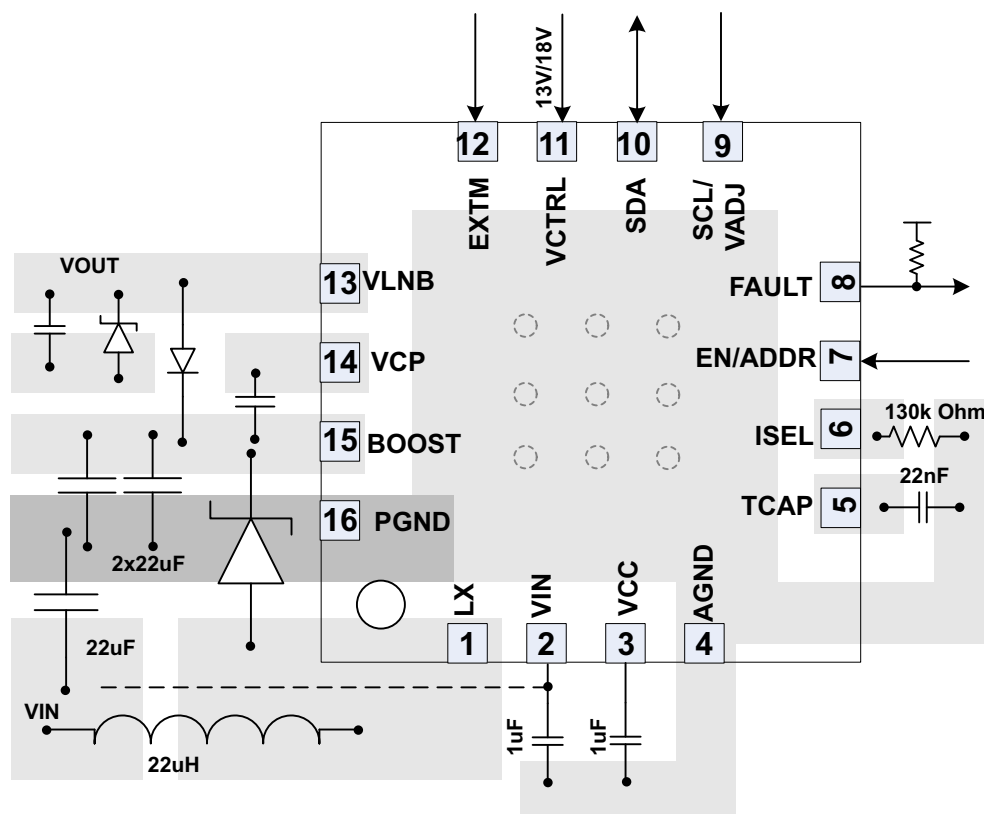 13V/18V
12
11
10
9
EXTM
VCTRL
SDA
SCL/
VADJ
VOUT
13
VLNB
FAULT
8
14
VCP
EN/ADDR
7
15
BOOST
ISEL
6
130k Ohm
16
PGND
TCAP
5
22nF
2x22uF
LX
VIN
VCC
AGND
1
2
3
4
22uF
VIN
22uH
1uF
1uF